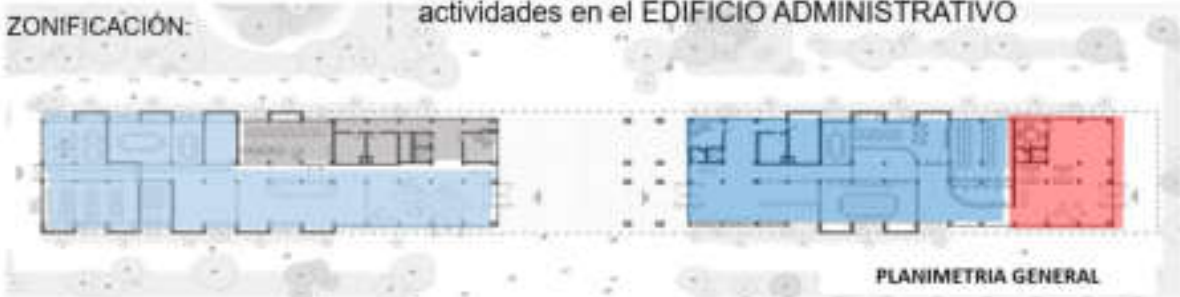 actividades en el EDIFICIO ADMINISTRATIVO
ZONIFICACIÓN:
PLANIMETRIA GENERAL